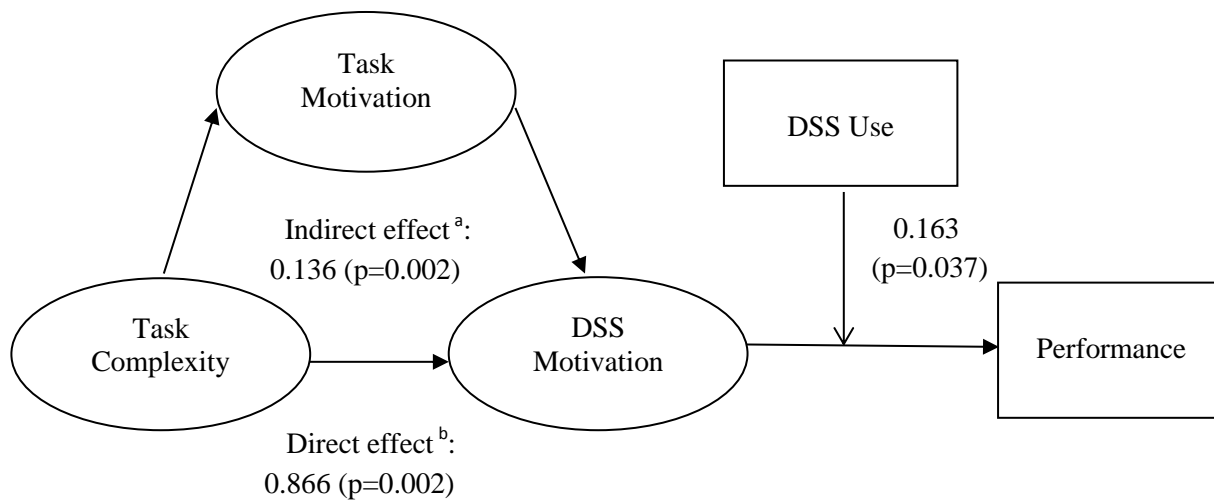 Task
Motivation
DSS Use
Indirect effect a:
0.136 (p=0.002)
0.163
(p=0.037)
Task
Complexity
DSS
Motivation
Performance
Direct effect b:
0.866 (p=0.002)